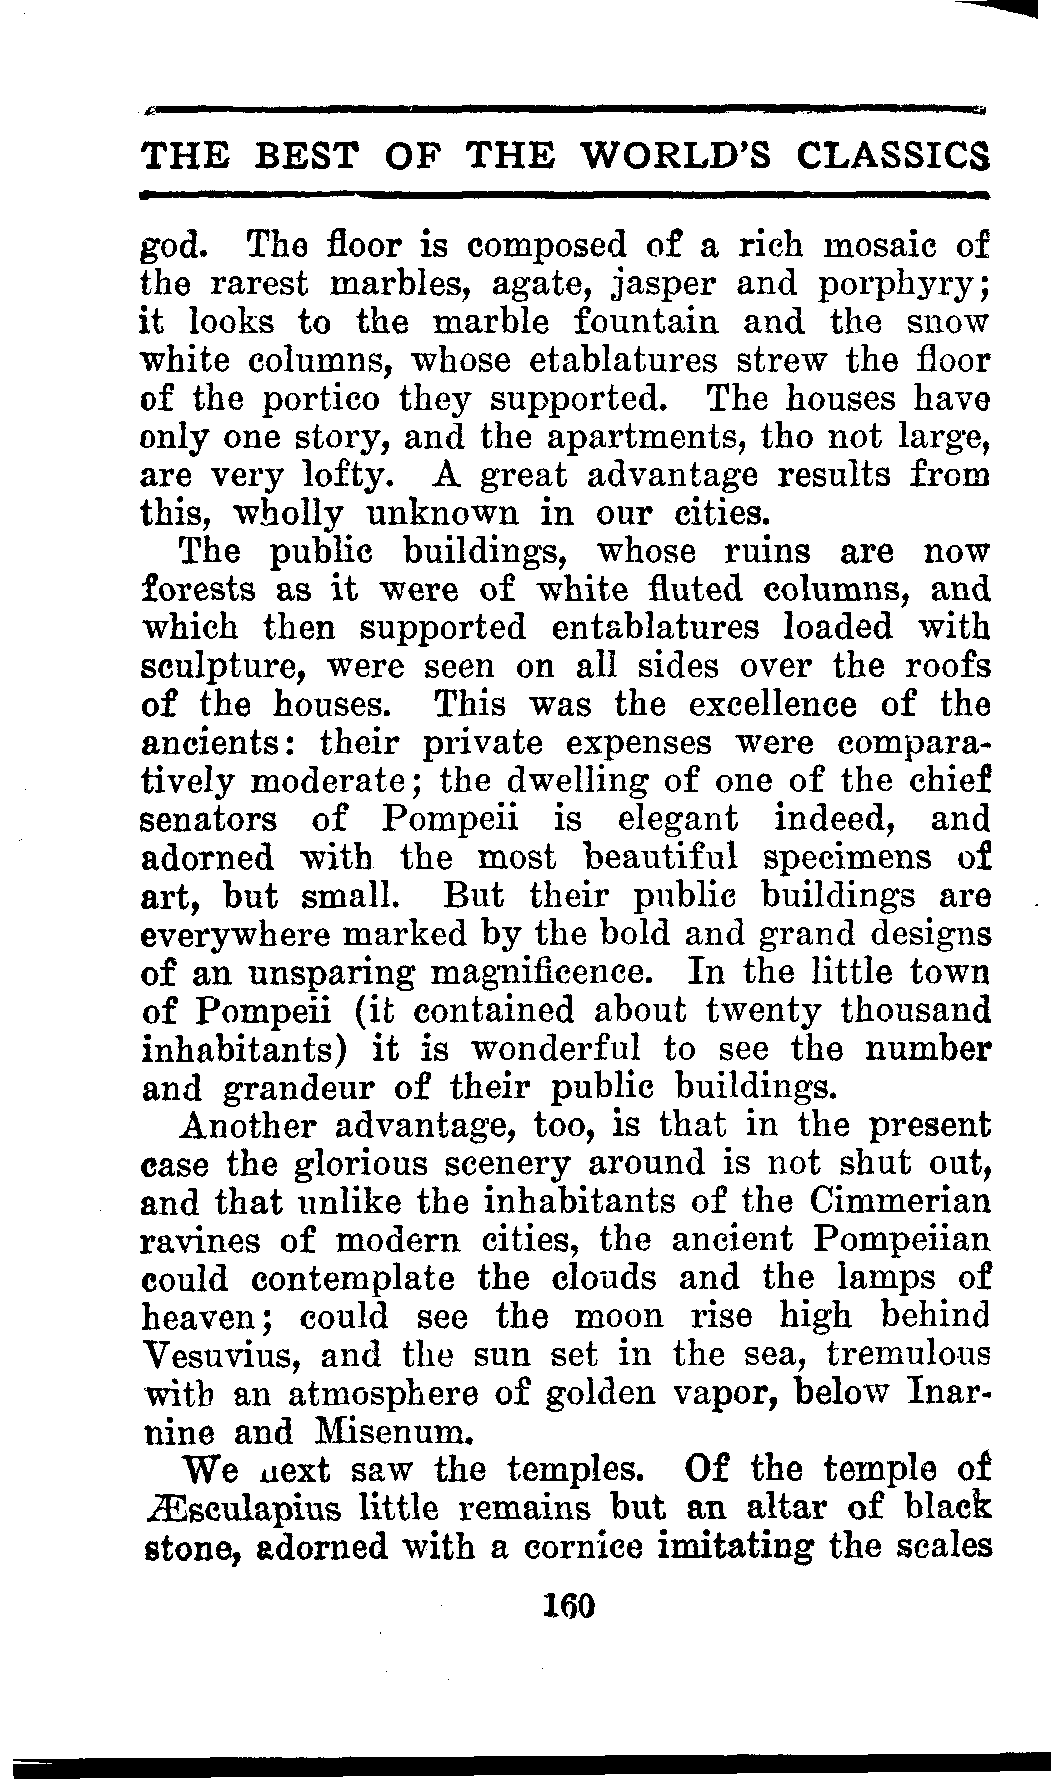 THE BEST OF THE WORLD'S CLASSICS
god. The floor is composed of a rich mosaic of
the rarest marbles, agate, jasper and porphyry;
it looks to the marble fountain and the snow
white columns, whose etablatures strew the floor
of the portico they supported. The houses have
only one story, and the apartments, tho not large,
are very lofty. A great advantage results from
this, wholly unknown in our cities.
The public buildings, whose ruins are now
forests as it were of white fluted columns, and
which then supported entablatures loaded with
sculpture, were seen on all sides over the roofs
of the houses. This was the excellence of the
ancients: their private expenses were compara-
tively moderate; the dwelling of one of the chief
senators of Pompeii is elegant indeed, and
adorned with the most beautiful specimens of
art, but small. But their public buildings are
everywhere marked by the bold and grand designs
of an unsparing magnificence. In the little town
of Pompeii (it contained about twenty thousand
inhabitants) it is wonderful to see the number
and grandeur of their public buildings.
Another advantage, too, is that in the present
case the glorious scenery around is not shut out,
and that unlike the inhabitants of the Cimmerian
ravines of modern cities, the ancient Pompeiian
could contemplate the clouds and the lamps of
heaven; could see the moon rise high behind
Vesuvius, and the sun set in the sea, tremulous
with an atmosphere of golden vapor, below Inar-
nine and Misenum.
We next saw the temples. Of the temple of
Æsculapius little remains but an altar of black
stone, adorned with a cornice imitating the scales
160